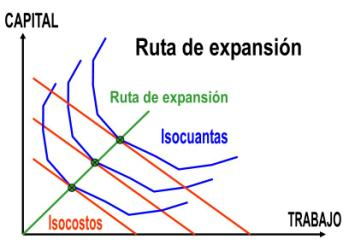 CAPITAL
Ruta de expansión
Ruta de expansión
Isocuantas
Isocostos
TRABAJO